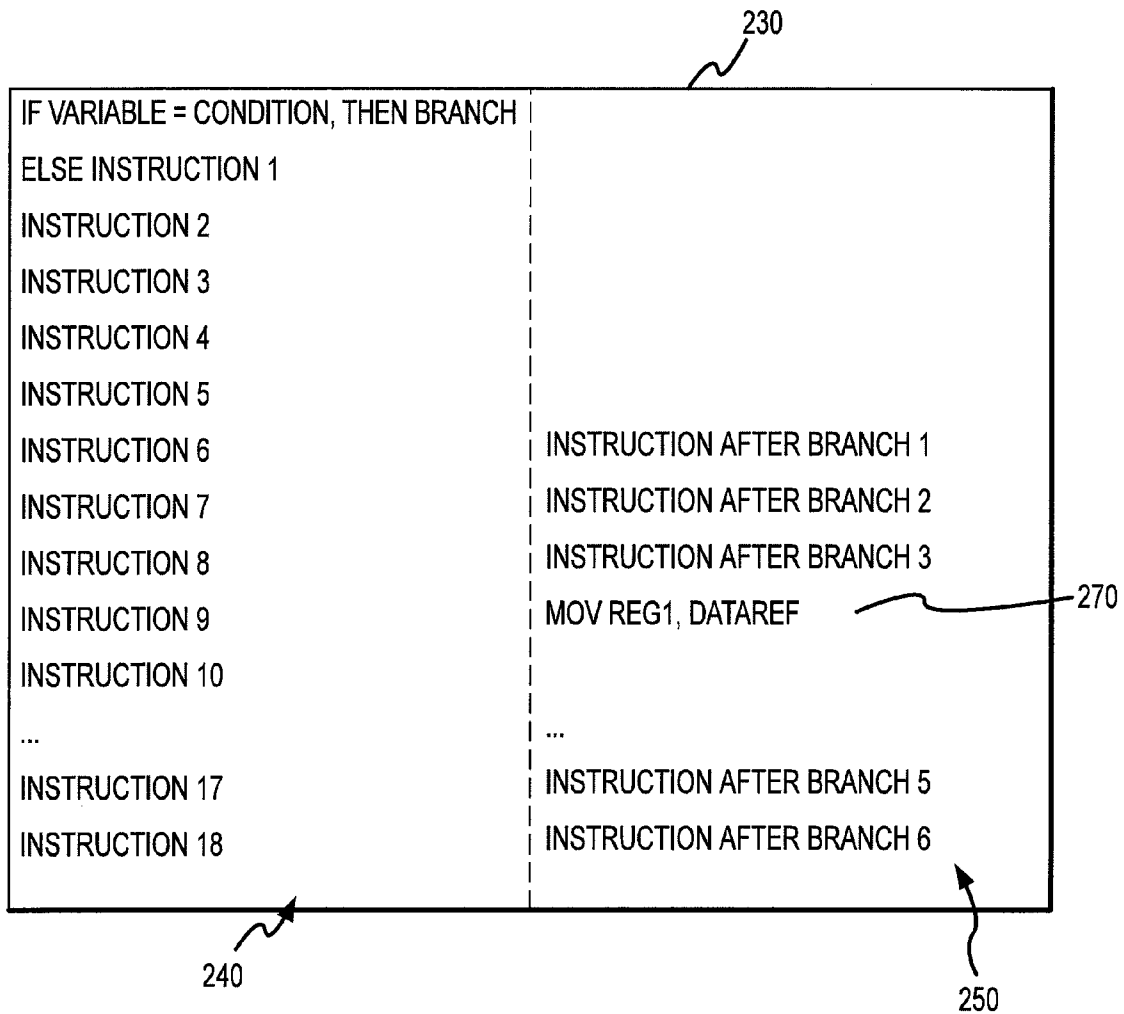 230
IF VARIABLE = CONDITION, THEN BRANCH
ELSE INSTRUCTION 1
INSTRUCTION 2
INSTRUCTION 3
INSTRUCTION 4
INSTRUCTION 5
INSTRUCTION 6
INSTRUCTION 7
INSTRUCTION 8
INSTRUCTION 9
INSTRUCTION 10
...
INSTRUCTION 17
INSTRUCTION 18
INSTRUCTION AFTER BRANCH 1
INSTRUCTION AFTER BRANCH 2
INSTRUCTION AFTER BRANCH 3
MOV REG1, DATAREF
...
INSTRUCTION AFTER BRANCH 5
INSTRUCTION AFTER BRANCH 6
270
240
250